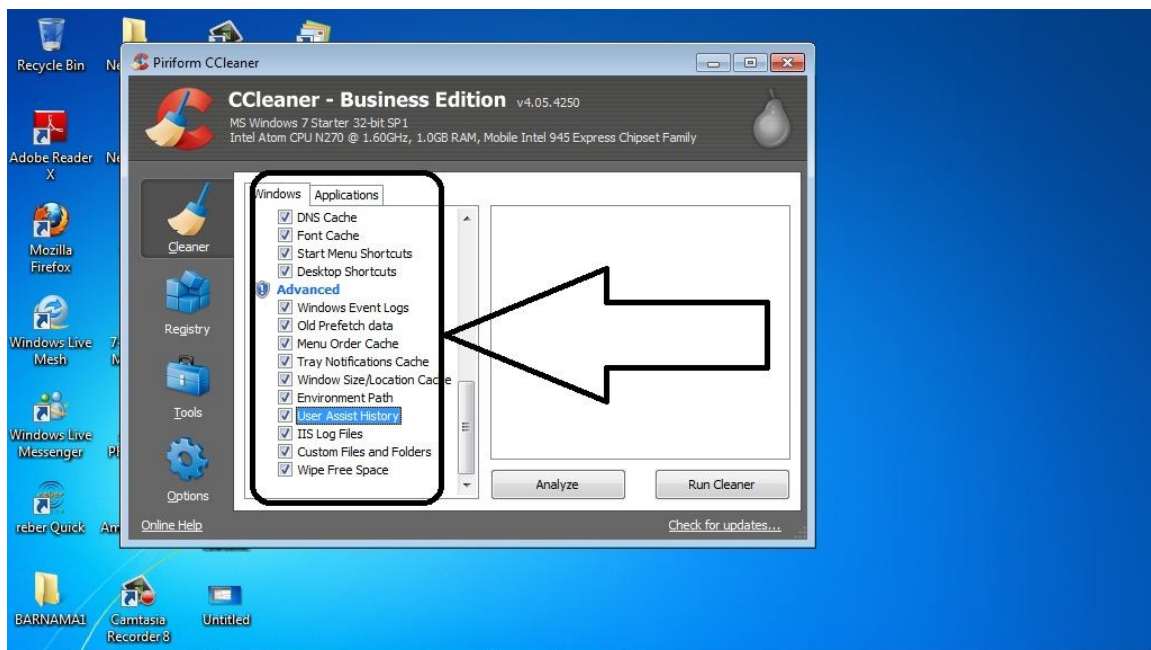 Recycle Bin
Ne
Adobe Reader
X
Ne
Mozilla
Firefox
Windows Live
Mesh
7-
M
Windows Live
Messenger
Ph
reber Quick
Am
BARNAMA1
Camtasia
Recorder 8
Untitled
Piriform CCleaner
CCleaner - Business Edition v4.05.4250
MS Windows 7 Starter 32-bit SP1
Intel Atom CPU N270 @ 1.60GHz, 1.0GB RAM, Mobile Intel 945 Express Chipset Family
Cleaner
Registry
Tools
Options
Windows
Applications
DNS Cache
Font Cache
Start Menu Shortcuts
Desktop Shortcuts
Advanced
Windows Event Logs
Old Prefetch data
Menu Order Cache
Tray Notifications Cache
Window Size/Location Cache
Environment Path
User Assist History
IIS Log Files
Custom Files and Folders
Wipe Free Space
Analyze
Run Cleaner
Online Help
Check for updates...